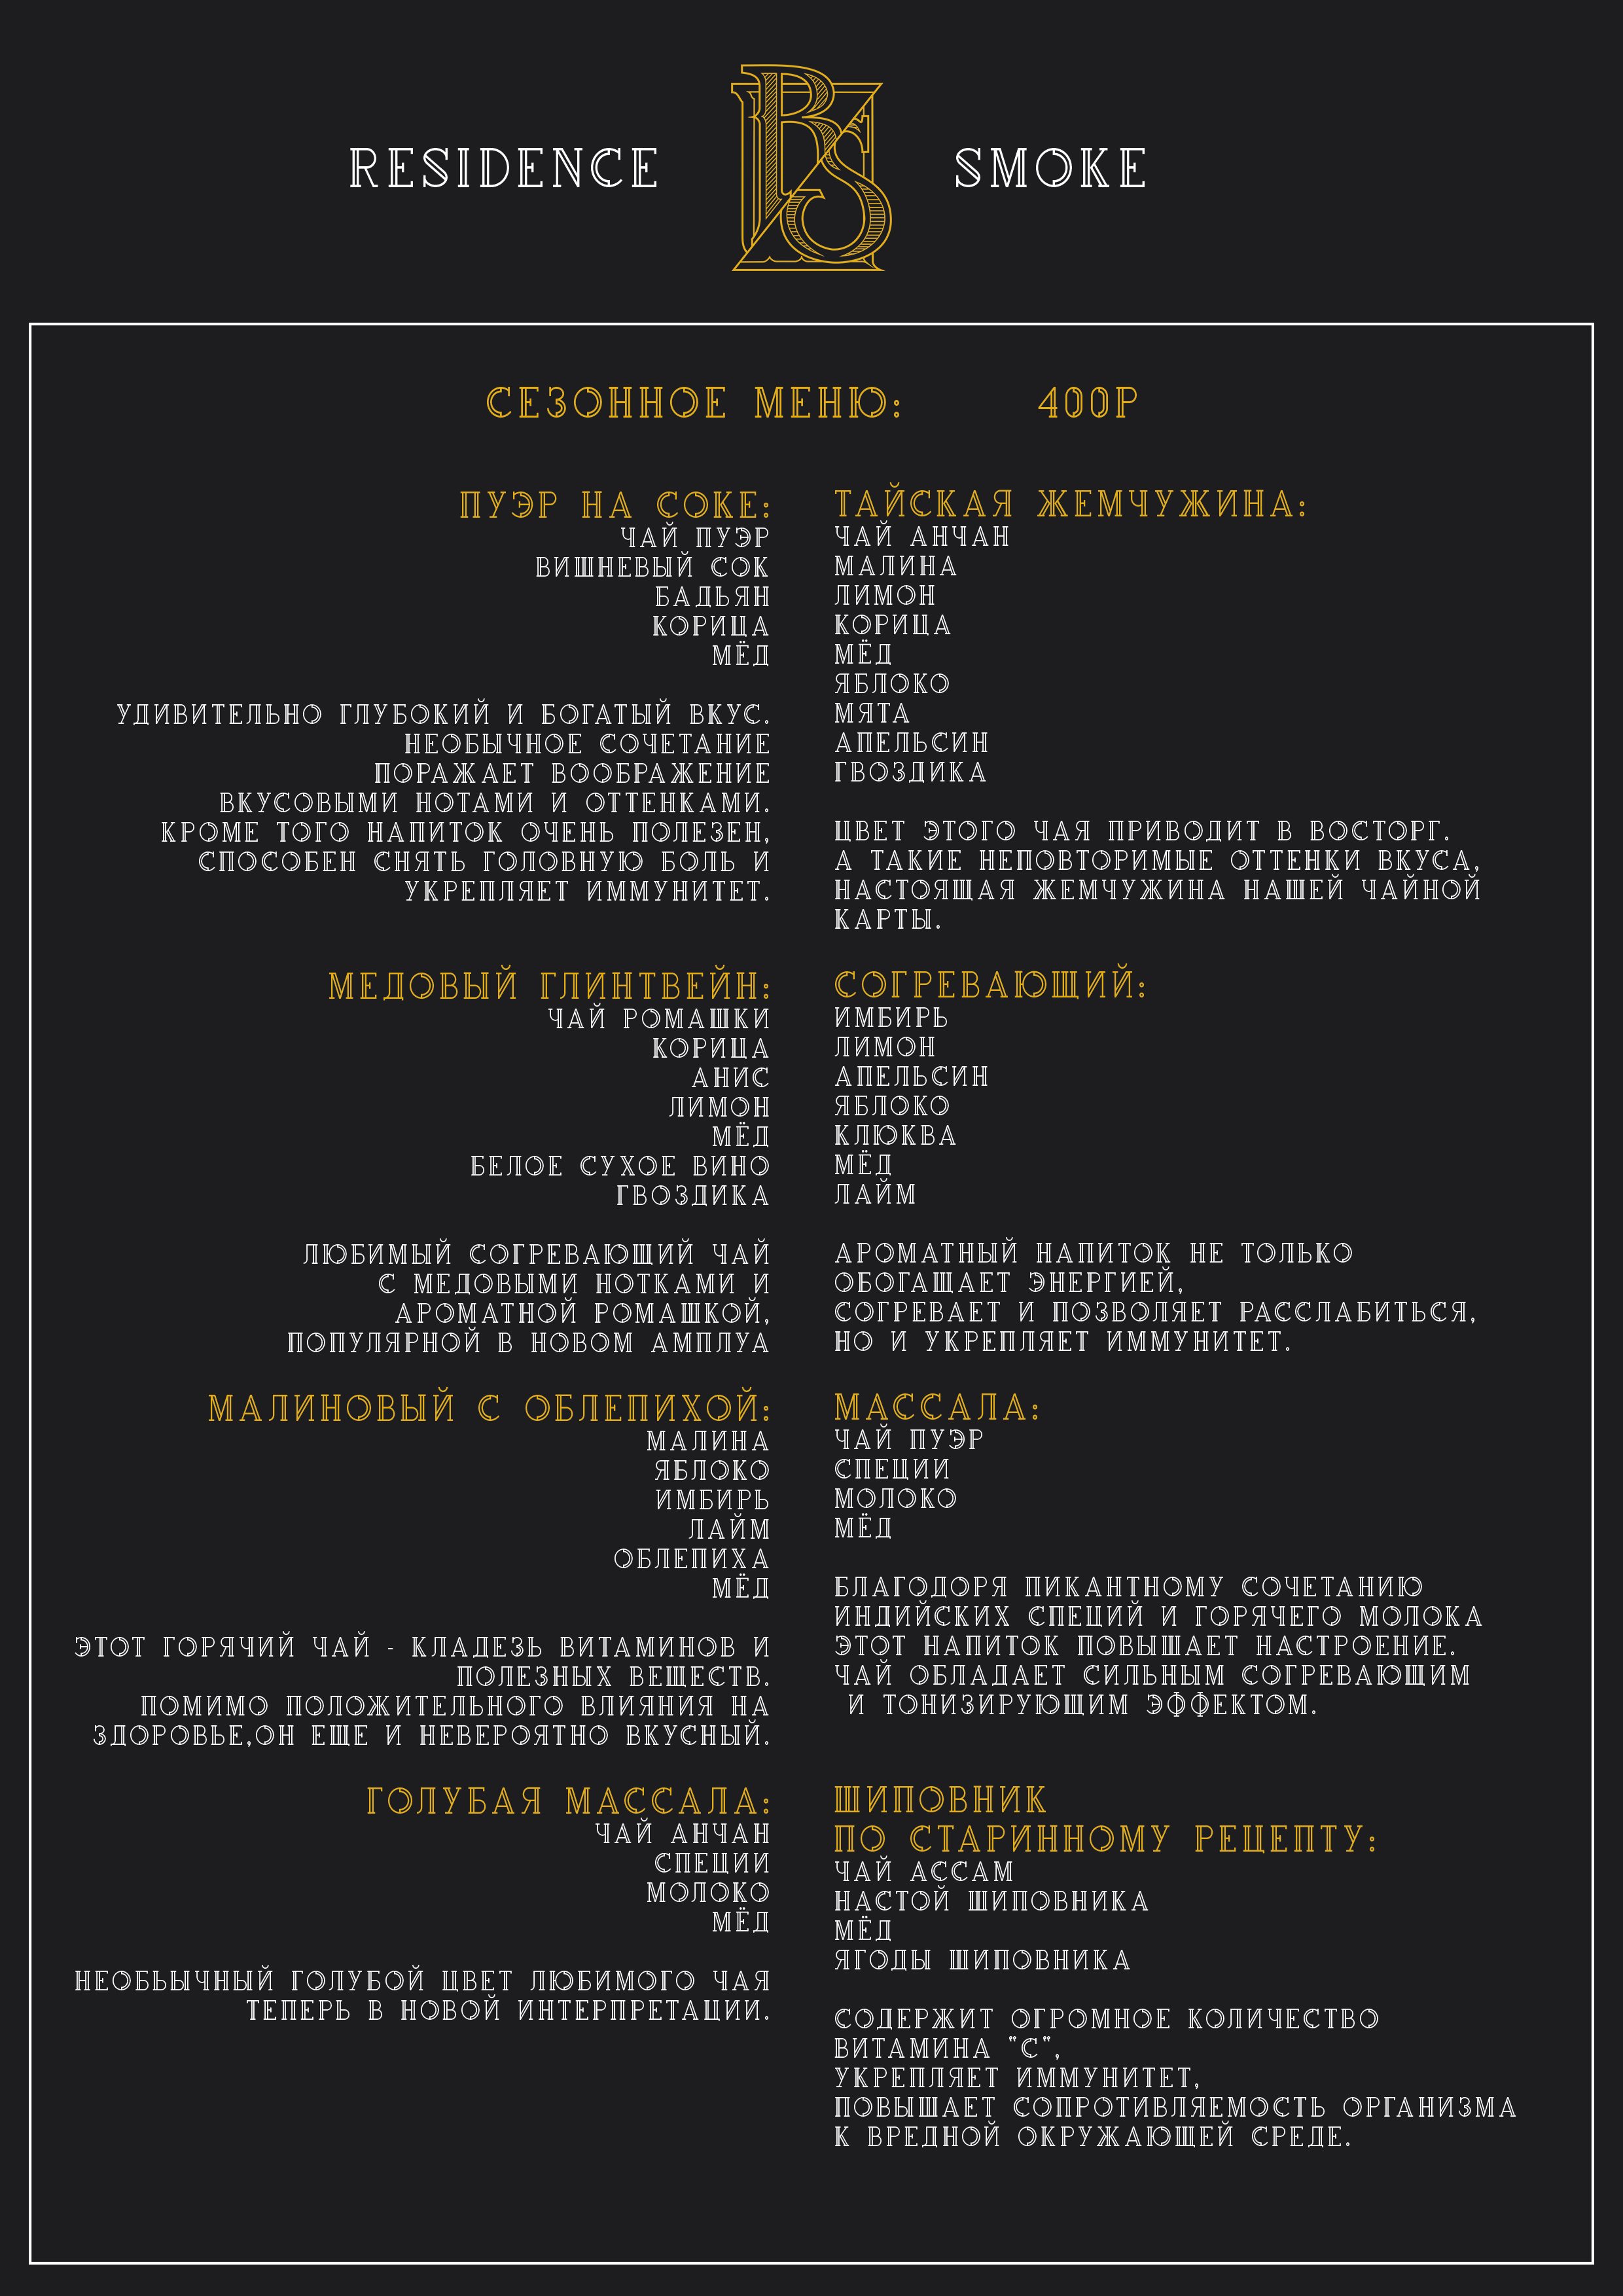 RESIDENCE SMOKE
СЕЗОННОЕ МЕНЮ: 400Р
ПУЭР НА СОКЕ:
ЧАЙ ПУЭР
ВИШНЕВЫЙ СОК
БАДЬЯН
КОРИЦА
МЁД
УДИВИТЕЛЬНО ГЛУБОКИЙ И БОГАТЫЙ ВКУС.
НЕОБЫЧНОЕ СОЧЕТАНИЕ
ПОРАЖАЕТ ВООБРАЖЕНИЕ
ВКУСОВЫМИ НОТАМИ И ОТТЕНКАМИ.
КРОМЕ ТОГО НАПИТОК ОЧЕНЬ ПОЛЕЗЕН,
СПОСОБЕН СНЯТЬ ГОЛОВНУЮ БОЛЬ И
УКРЕПЛЯЕТ ИММУНИТЕТ.
МЕДОВЫЙ ГЛИНТВЕЙН:
ЧАЙ РОМАШКИ
КОРИЦА
АНИС
ЛИМОН
МЁД
БЕЛОЕ СУХОЕ ВИНО
ГВОЗДИКА
ЛЮБИМЫЙ СОГРЕВАЮЩИЙ ЧАЙ
С МЕДОВЫМИ НОТКАМИ И
АРОМАТНОЙ РОМАШКОЙ,
ПОПУЛЯРНОЙ В НОВОМ АМПЛУА
МАЛИНОВЫЙ С ОБЛЕПИХОЙ:
МАЛИНА
ЯБЛОКО
ИМБИРЬ
ЛАЙМ
ОБЛЕПИХА
МЁД
ЭТОТ ГОРЯЧИЙ ЧАЙ - КЛАДЕЗЬ ВИТАМИНОВ И
ПОЛЕЗНЫХ ВЕЩЕСТВ.
ПОМИМО ПОЛОЖИТЕЛЬНОГО ВЛИЯНИЯ НА
ЗДОРОВЬЕ,ОН ЕЩЕ И НЕВЕРОЯТНО ВКУСНЫЙ.
ГОЛУБАЯ МАССАЛА:
ЧАЙ АНЧАН
СПЕЦИИ
МОЛОКО
МЁД
НЕОБЬЫЧНЫЙ ГОЛУБОЙ ЦВЕТ ЛЮБИМОГО ЧАЯ
ТЕПЕРЬ В НОВОЙ ИНТЕРПРЕТАЦИИ.
ТАЙСКАЯ ЖЕМЧУЖИНА:
ЧАЙ АНЧАН
МАЛИНА
ЛИМОН
КОРИЦА
МЁД
ЯБЛОКО
МЯТА
АПЕЛЬСИН
ГВОЗДИКА
ЦВЕТ ЭТОГО ЧАЯ ПРИВОДИТ В ВОСТОРГ.
А ТАКИЕ НЕПОВТОРИМЫЕ ОТТЕНКИ ВКУСА,
НАСТОЯЩАЯ ЖЕМЧУЖИНА НАШЕЙ ЧАЙНОЙ
КАРТЫ.
СОГРЕВАЮЩИЙ:
ИМБИРЬ
ЛИМОН
АПЕЛЬСИН
ЯБЛОКО
КЛЮКВА
МЁД
ЛАЙМ
АРОМАТНЫЙ НАПИТОК НЕ ТОЛЬКО
ОБОГАЩАЕТ ЭНЕРГИЕЙ,
СОГРЕВАЕТ И ПОЗВОЛЯЕТ РАССЛАБИТЬСЯ,
НО И УКРЕПЛЯЕТ ИММУНИТЕТ.
МАССАЛА:
ЧАЙ ПУЭР
СПЕЦИИ
МОЛОКО
МЁД
БЛАГОДОРЯ ПИКАНТНОМУ СОЧЕТАНИЮ
ИНДИЙСКИХ СПЕЦИЙ И ГОРЯЧЕГО МОЛОКА
ЭТОТ НАПИТОК ПОВЫШАЕТ НАСТРОЕНИЕ.
ЧАЙ ОБЛАДАЕТ СИЛЬНЫМ СОГРЕВАЮЩИМ
И ТОНИЗИРУЮЩИМ ЭФФЕКТОМ.
ШИПОВНИК
ПО СТАРИННОМУ РЕЦЕПТУ:
ЧАЙ АССАМ
НАСТОЙ ШИПОВНИКА
МЁД
ЯГОДЫ ШИПОВНИКА
СОДЕРЖИТ ОГРОМНОЕ КОЛИЧЕСТВО
ВИТАМИНА "С",
УКРЕПЛЯЕТ ИММУНИТЕТ,
ПОВЫШАЕТ СОПРОТИВЛЯЕМОСТЬ ОРГАНИЗМА
К ВРЕДНОЙ ОКРУЖАЮЩЕЙ СРЕДЕ.